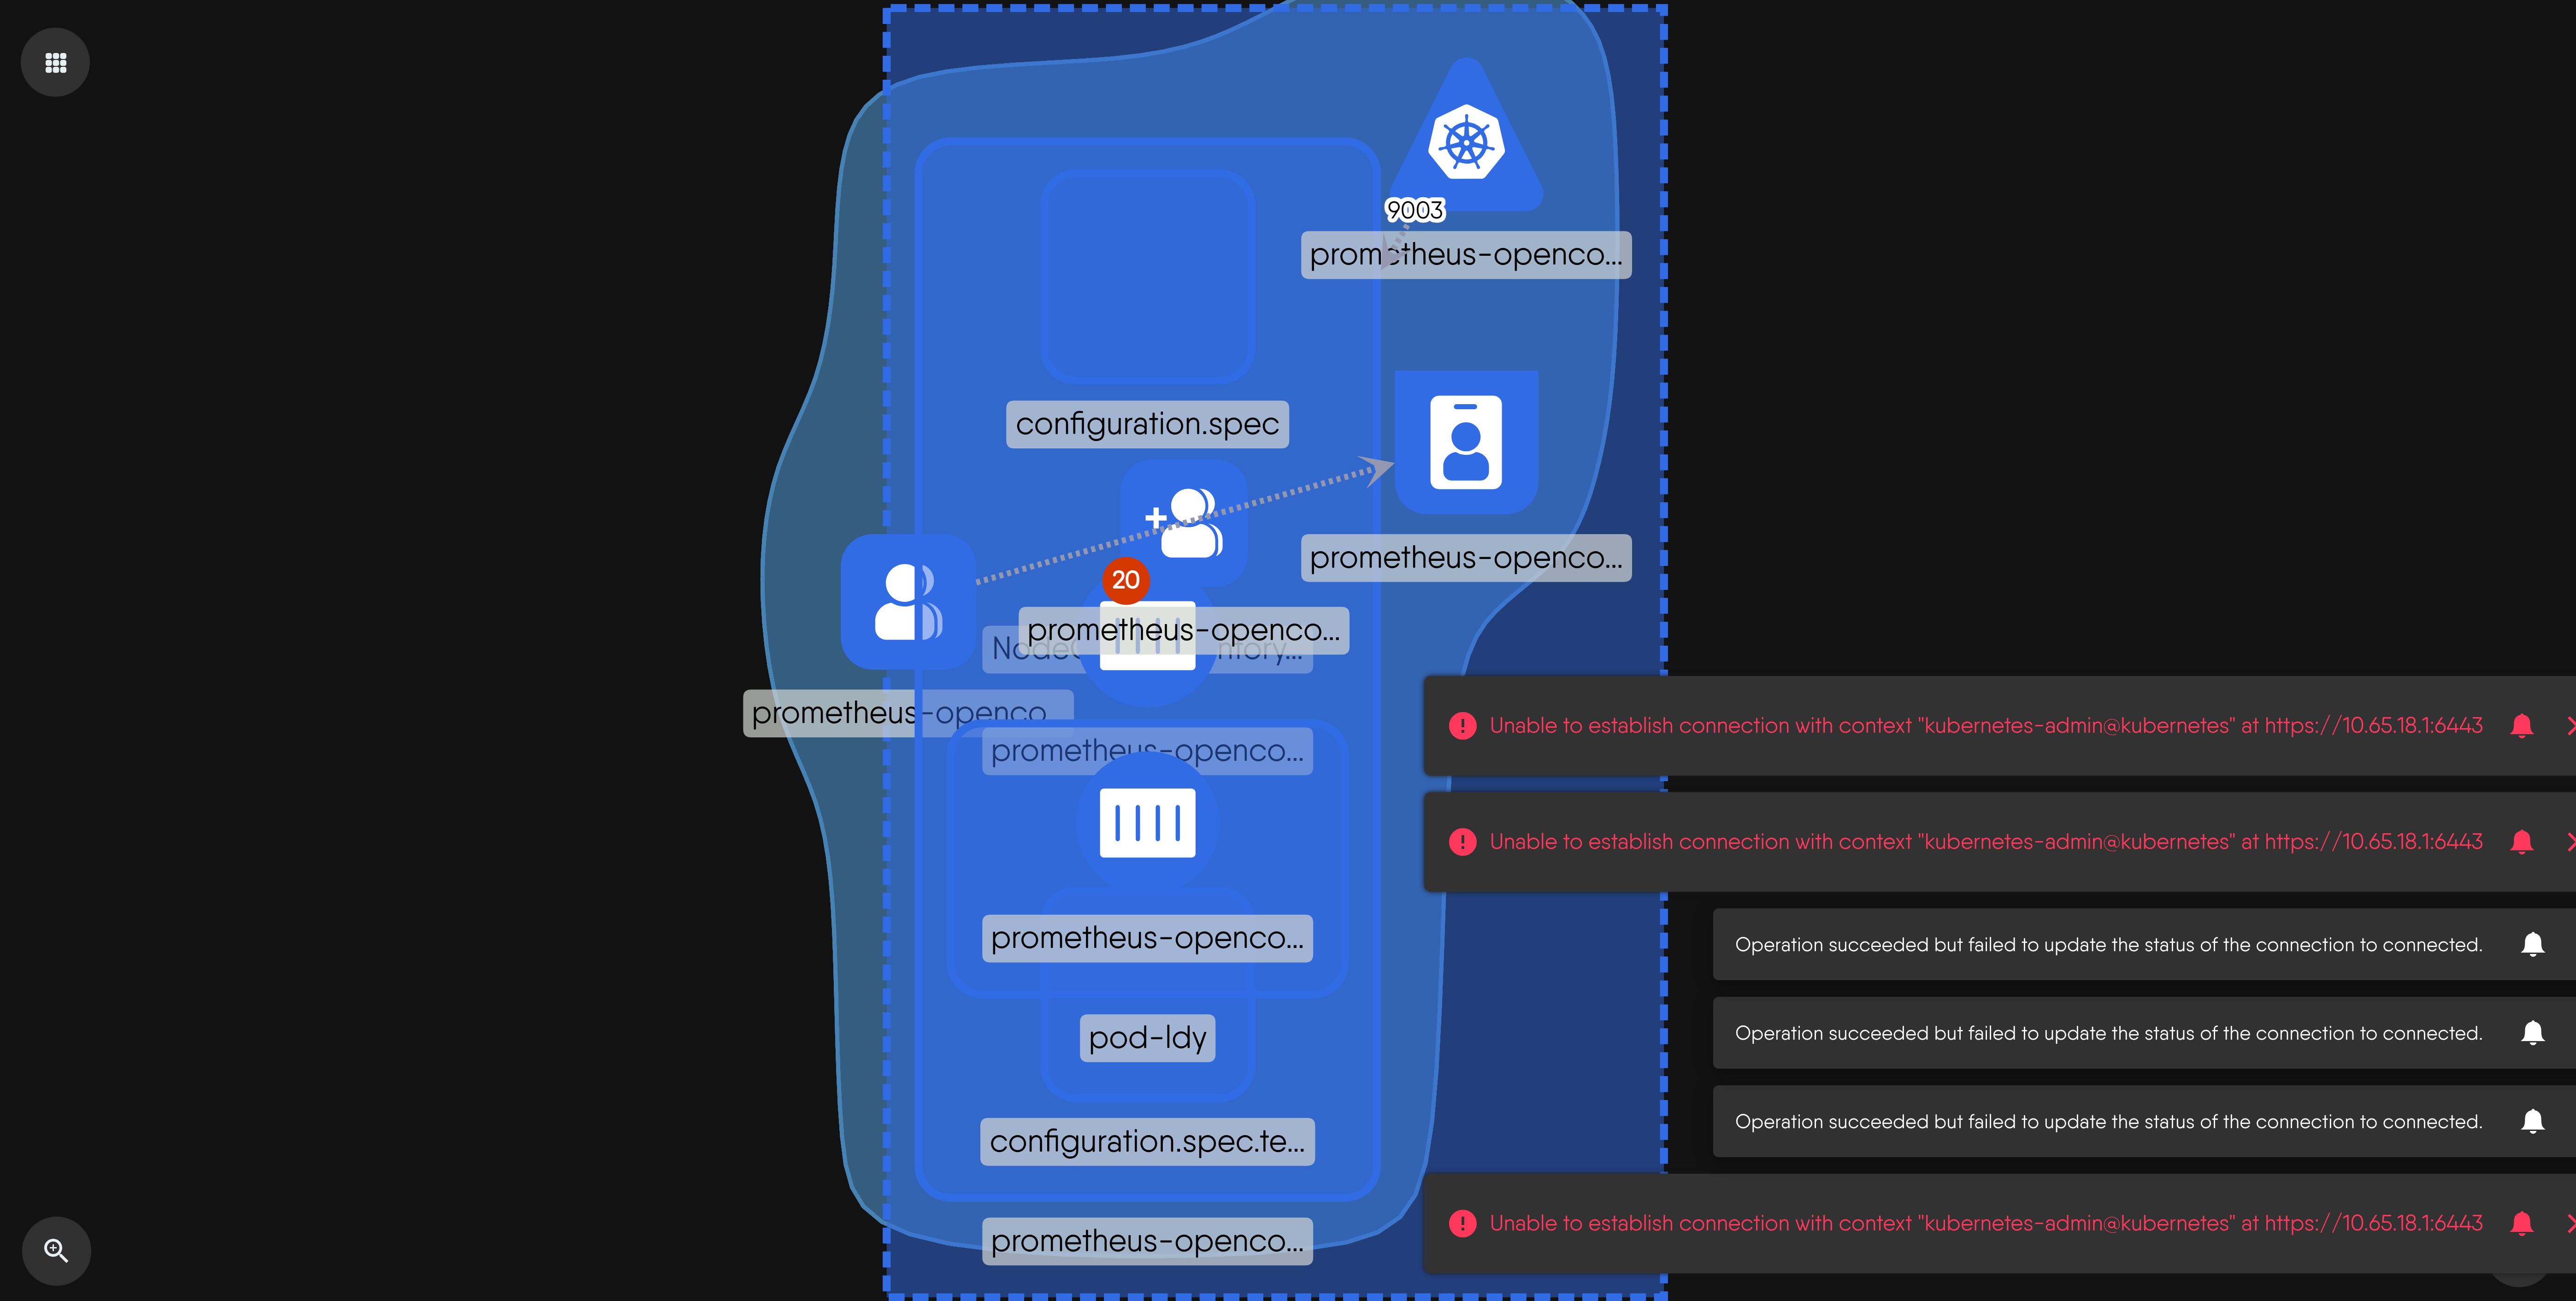 9003
prometheus-openco...
configuration.spec
prometheus-openco...
20
prometheus-openco...
prometheus-openco
prometheus-openco...
Unable to establish connection with context "kubernetes-admin@kubernetes" at https://10.65.18.1:6443
Unable to establish connection with context "kubernetes-admin@kubernetes" at https://10.65.18.1:6443
prometheus-openco...
Operation succeeded but failed to update the status of the connection to connected.
pod-ldy
Operation succeeded but failed to update the status of the connection to connected.
configuration.spec.te...
Operation succeeded but failed to update the status of the connection to connected.
prometheus-openco...
Unable to establish connection with context "kubernetes-admin@kubernetes" at https://10.65.18.1:6443